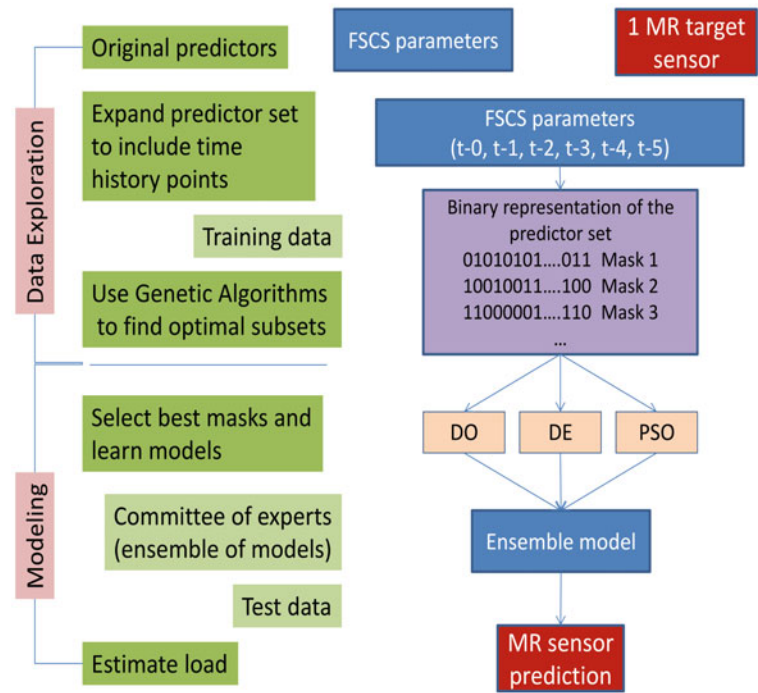 Data Exploration
Modeling
Original predictors
Expand predictor set
to include time
history points
Training data
Use Genetic Algorithms
to find optimal subsets
Select best masks and
learn models
Committee of experts
(ensemble of models)
Test data
Estimate load
FSCS parameters
1 MR target
sensor
FSCS parameters
(t-0, t-1, t-2, t-3, t-4, t-5)
Binary representation of the
predictor set
01010101....011 Mask 1
10010011....100 Mask 2
11000001....110 Mask 3
...
DO
DE
PSO
Ensemble model
MR sensor
prediction